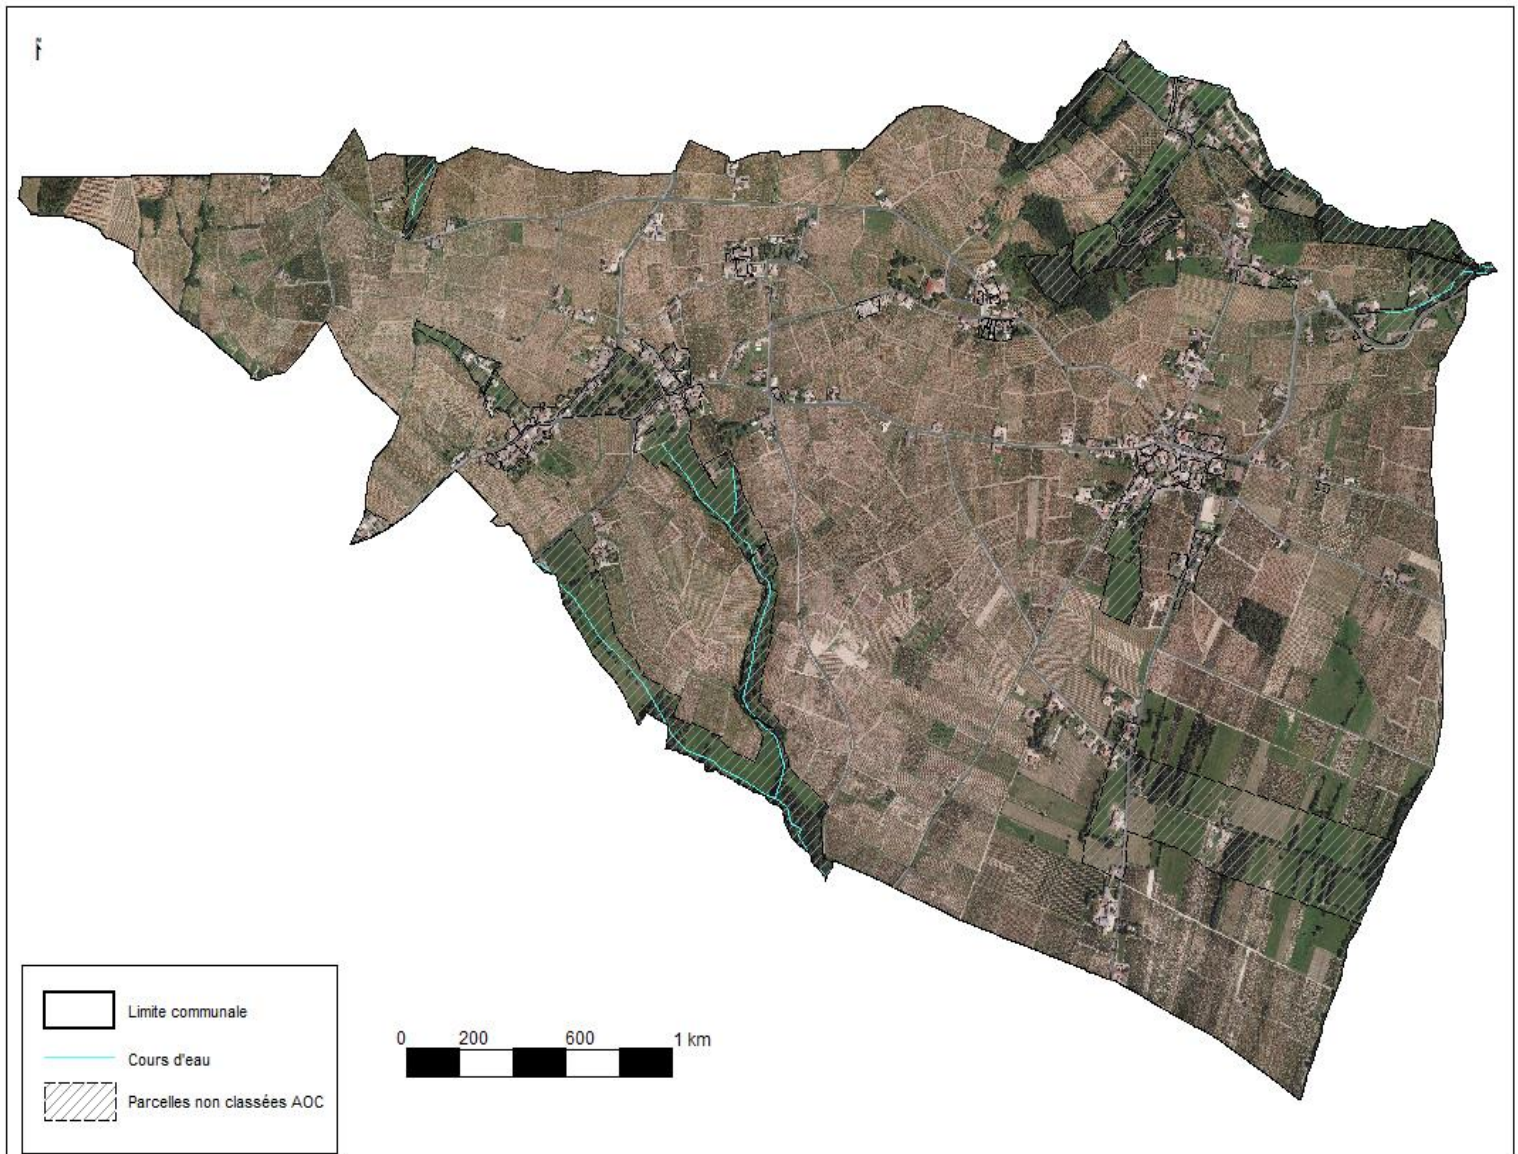 Limite communale
Cours d'eau
Parcelles non classées AOC
0 200 600 1 km